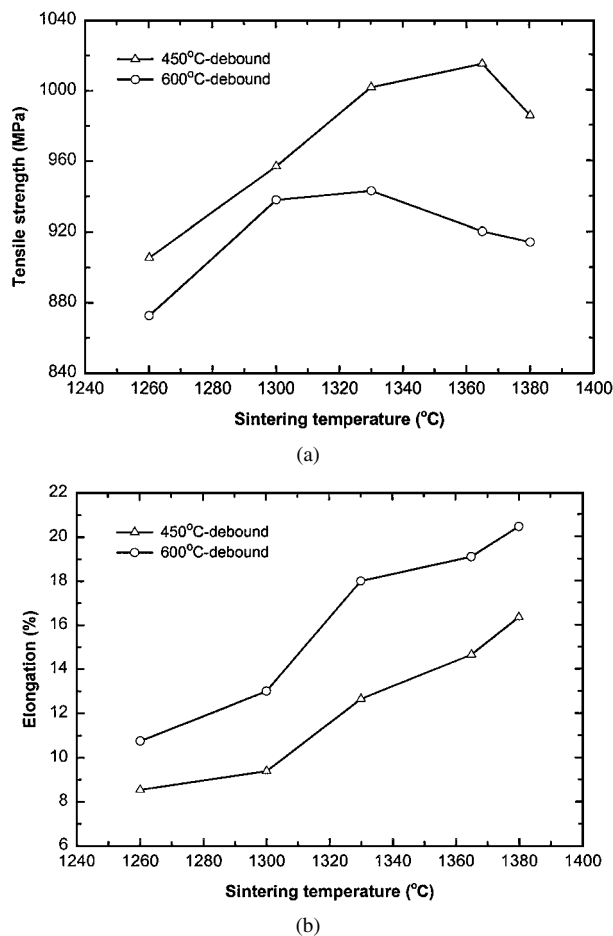 1040
1000
960
920
880
840
Tensile strength (MPa)
450°C-debound
600°C-debound
1240 1260 1280 1300 1320 1340 1360 1380 1400
Sintering temperature (°C)
(a)
22
20
18
16
14
12
10
8
6
Elongation (%)
450°C-debound
600°C-debound
1240 1260 1280 1300 1320 1340 1360 1380 1400
Sintering temperature (°C)
(b)